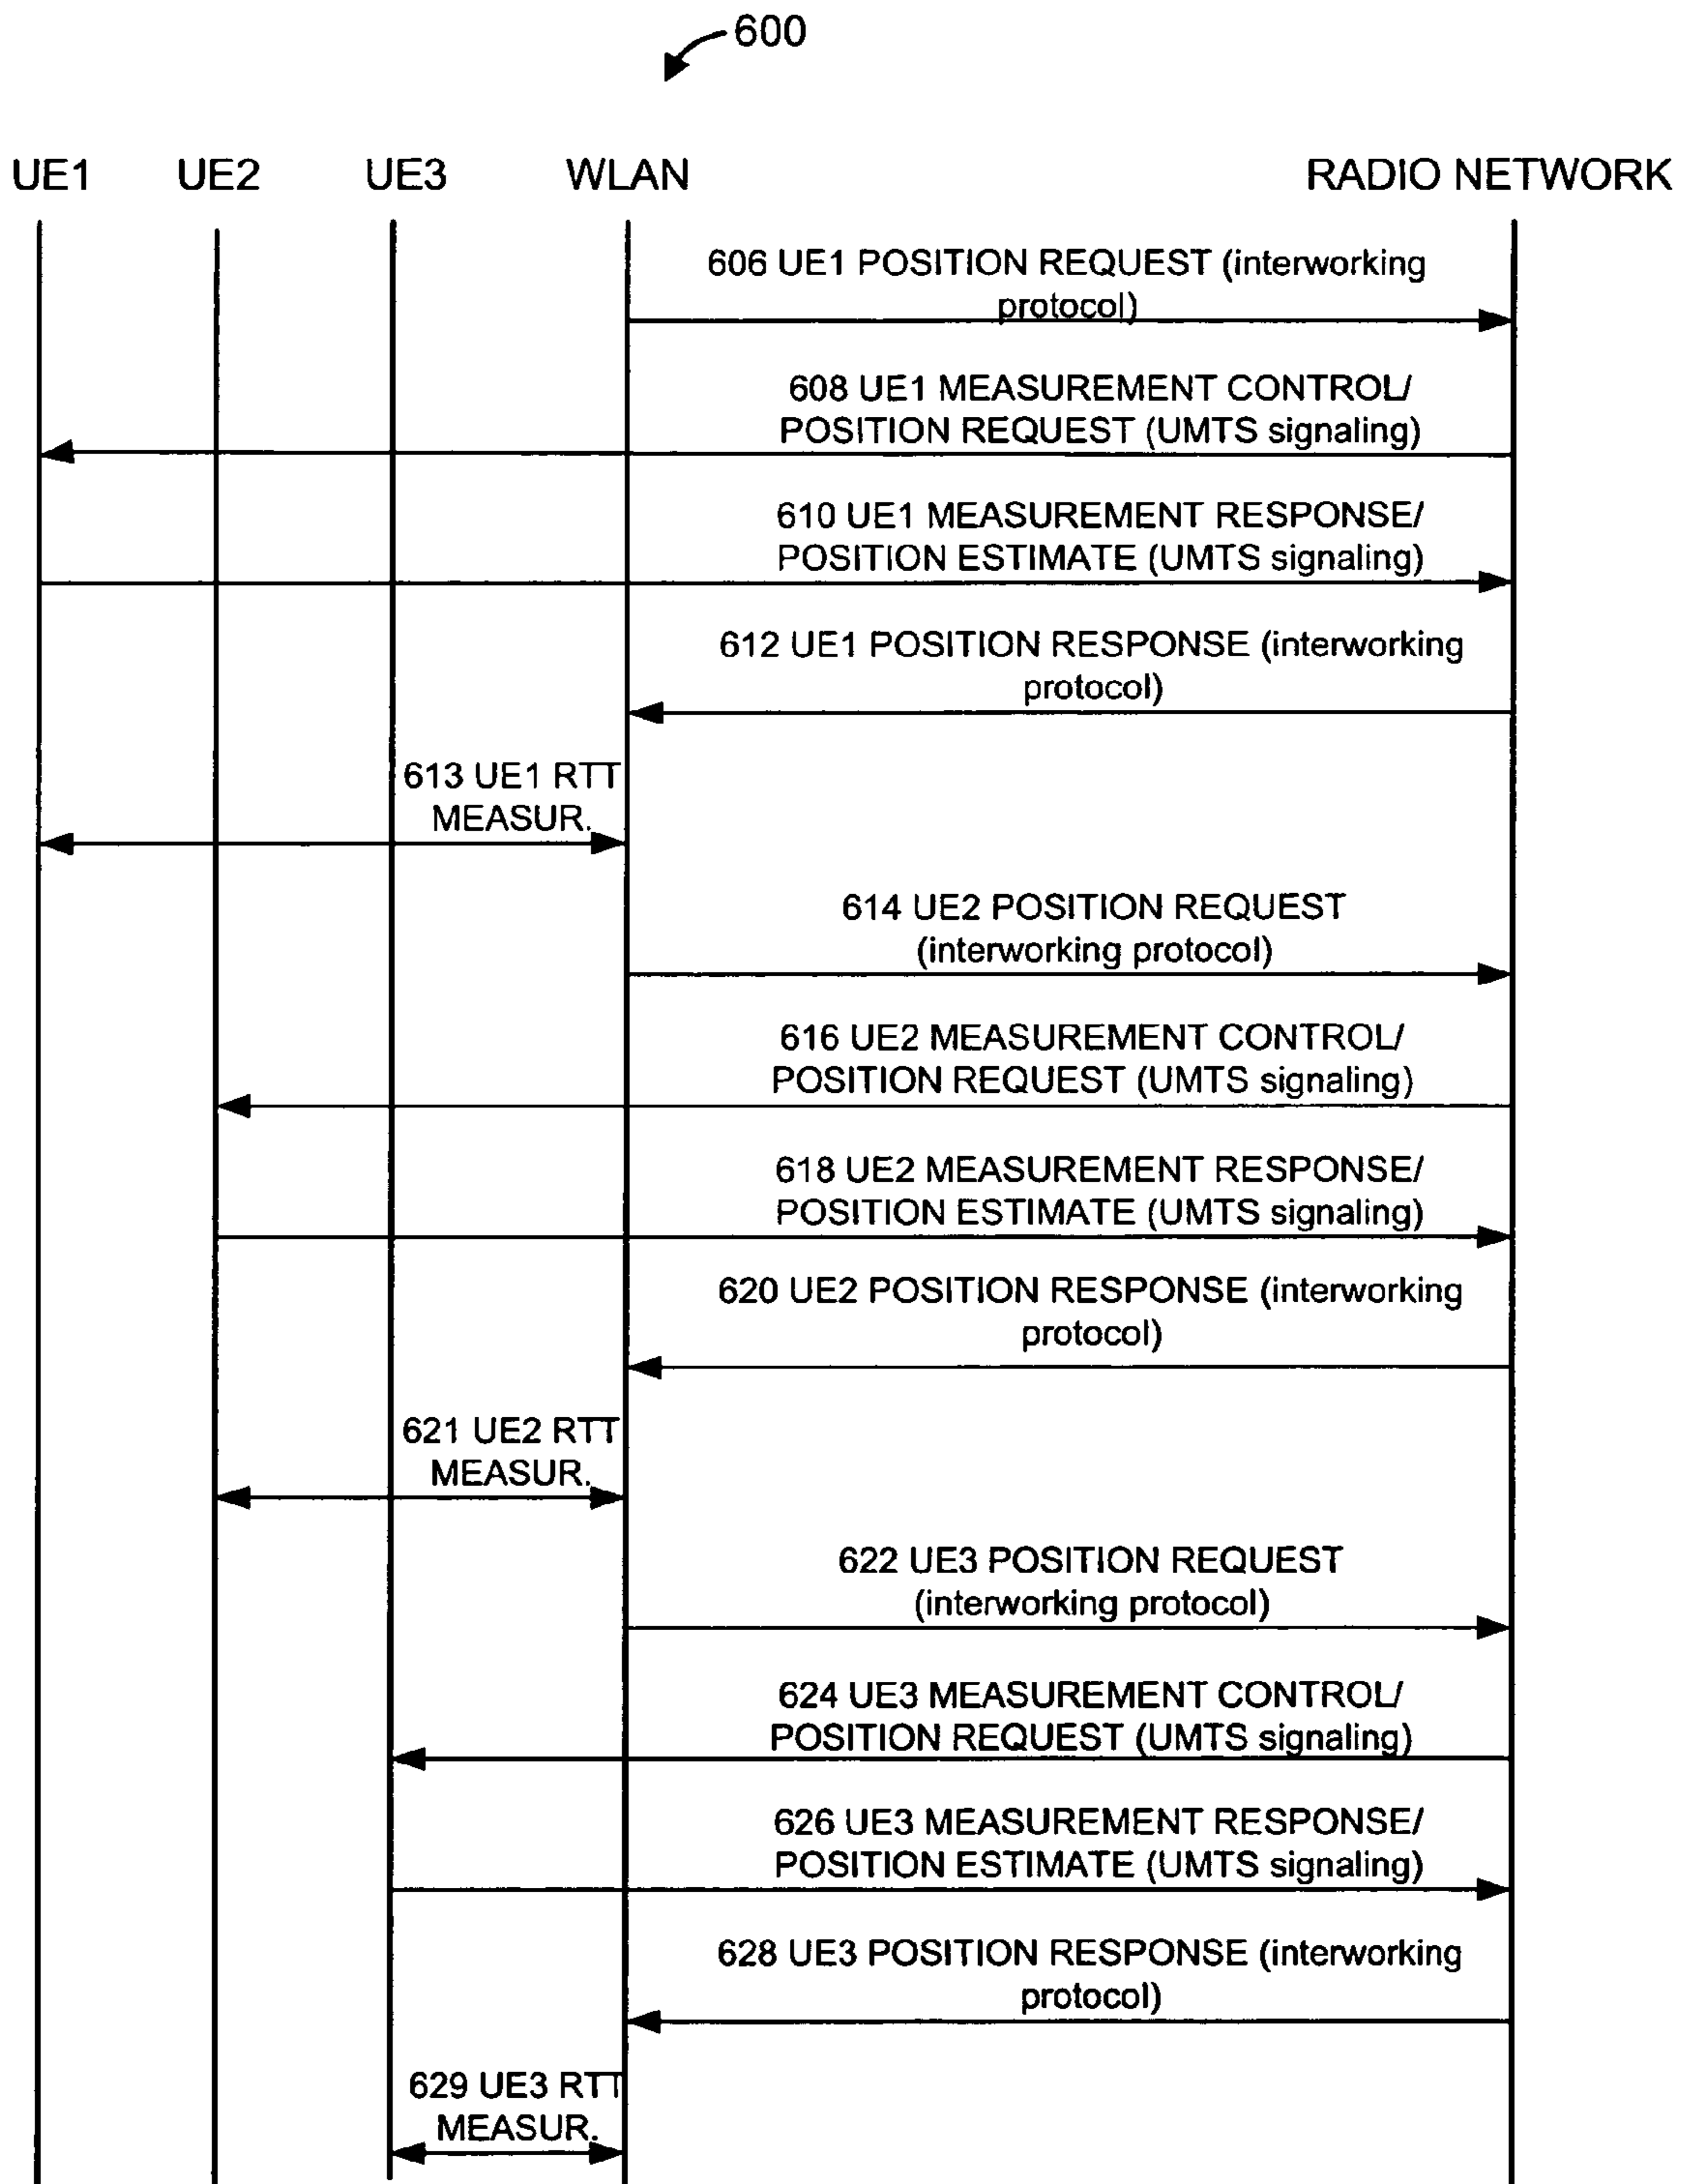 600
UE1 UE2 UE3 WLAN RADIO NETWORK
606 UE1 POSITION REQUEST (interworking
protocol)
608 UE1 MEASUREMENT CONTROL/
POSITION REQUEST (UMTS signaling)
610 UE1 MEASUREMENT RESPONSE/
POSITION ESTIMATE (UMTS signaling)
612 UE1 POSITION RESPONSE (interworking
protocol)
613 UE1 RTT
MEASUR.
614 UE2 POSITION REQUEST
(interworking protocol)
616 UE2 MEASUREMENT CONTROL/
POSITION REQUEST (UMTS signaling)
618 UE2 MEASUREMENT RESPONSE/
POSITION ESTIMATE (UMTS signaling)
620 UE2 POSITION RESPONSE (interworking
protocol)
621 UE2 RTT
MEASUR.
622 UE3 POSITION REQUEST
(interworking protocol)
624 UE3 MEASUREMENT CONTROL/
POSITION REQUEST (UMTS signaling)
626 UE3 MEASUREMENT RESPONSE/
POSITION ESTIMATE (UMTS signaling)
628 UE3 POSITION RESPONSE (interworking
protocol)
629 UE3 RTT
MEASUR.